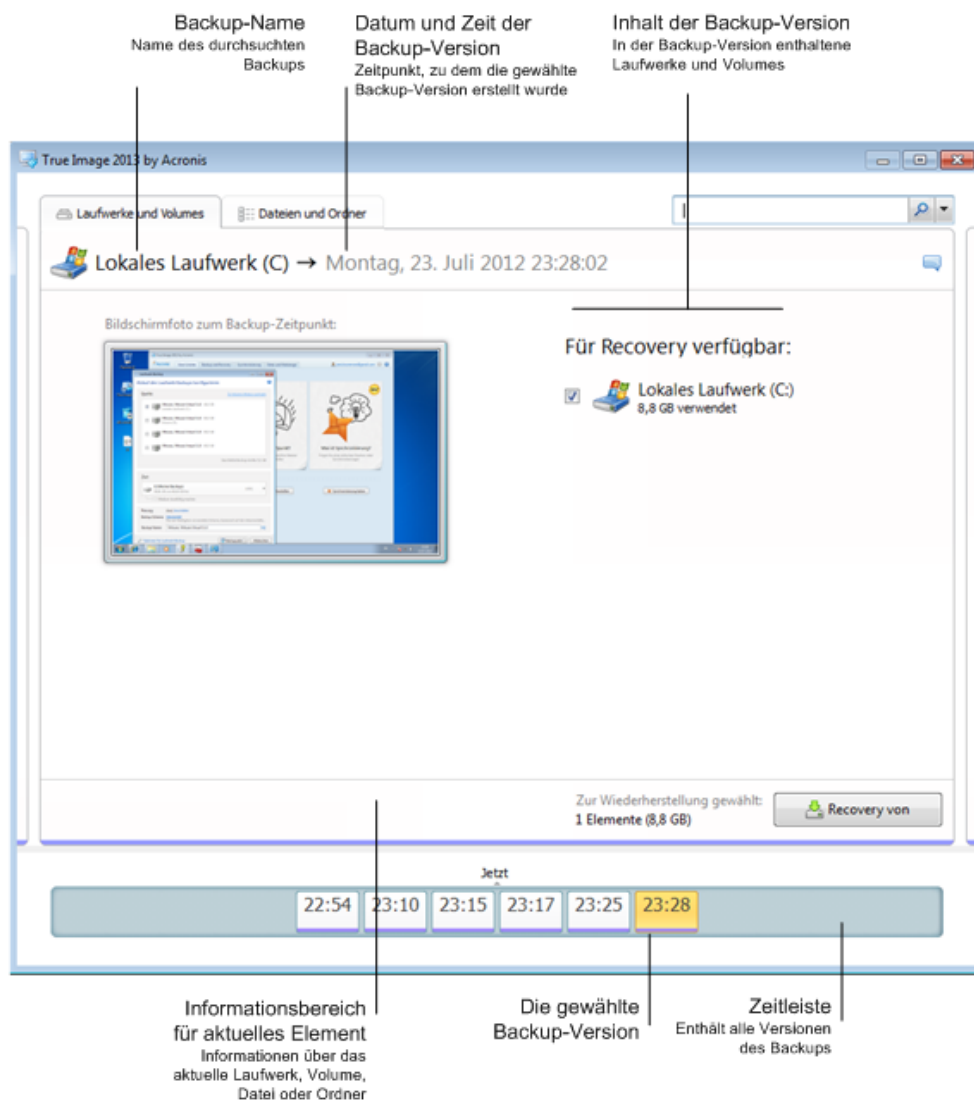 Backup-Name
Name des durchsuchten
Backups
Datum und Zeit der
Backup-Version
Zeitpunkt, zu dem die gewählte
Backup-Version erstellt wurde
Inhalt der Backup-Version
In der Backup-Version enthaltene
Laufwerke und Volumes
True Image 2013 by Acronis
Laufwerke und Volumes
Dateien und Ordner
Lokales Laufwerk (C) → Montag, 23. Juli 2012 23:28:02
Bildschirmfoto zum Backup-Zeitpunkt:
Für Recovery verfügbar:
Lokales Laufwerk (C:)
8,8 GB verwendet
Zur Wiederherstellung gewählt:
1 Elemente (8,8 GB)
Recovery von
Jetzt
22:54 23:10 23:15 23:17 23:25 23:28
Informationsbereich
für aktuelles Element
Informationen über das
aktuelle Laufwerk, Volume,
Datei oder Ordner
Die gewählte
Backup-Version
Zeitleiste
Enthält alle Versionen
des Backups